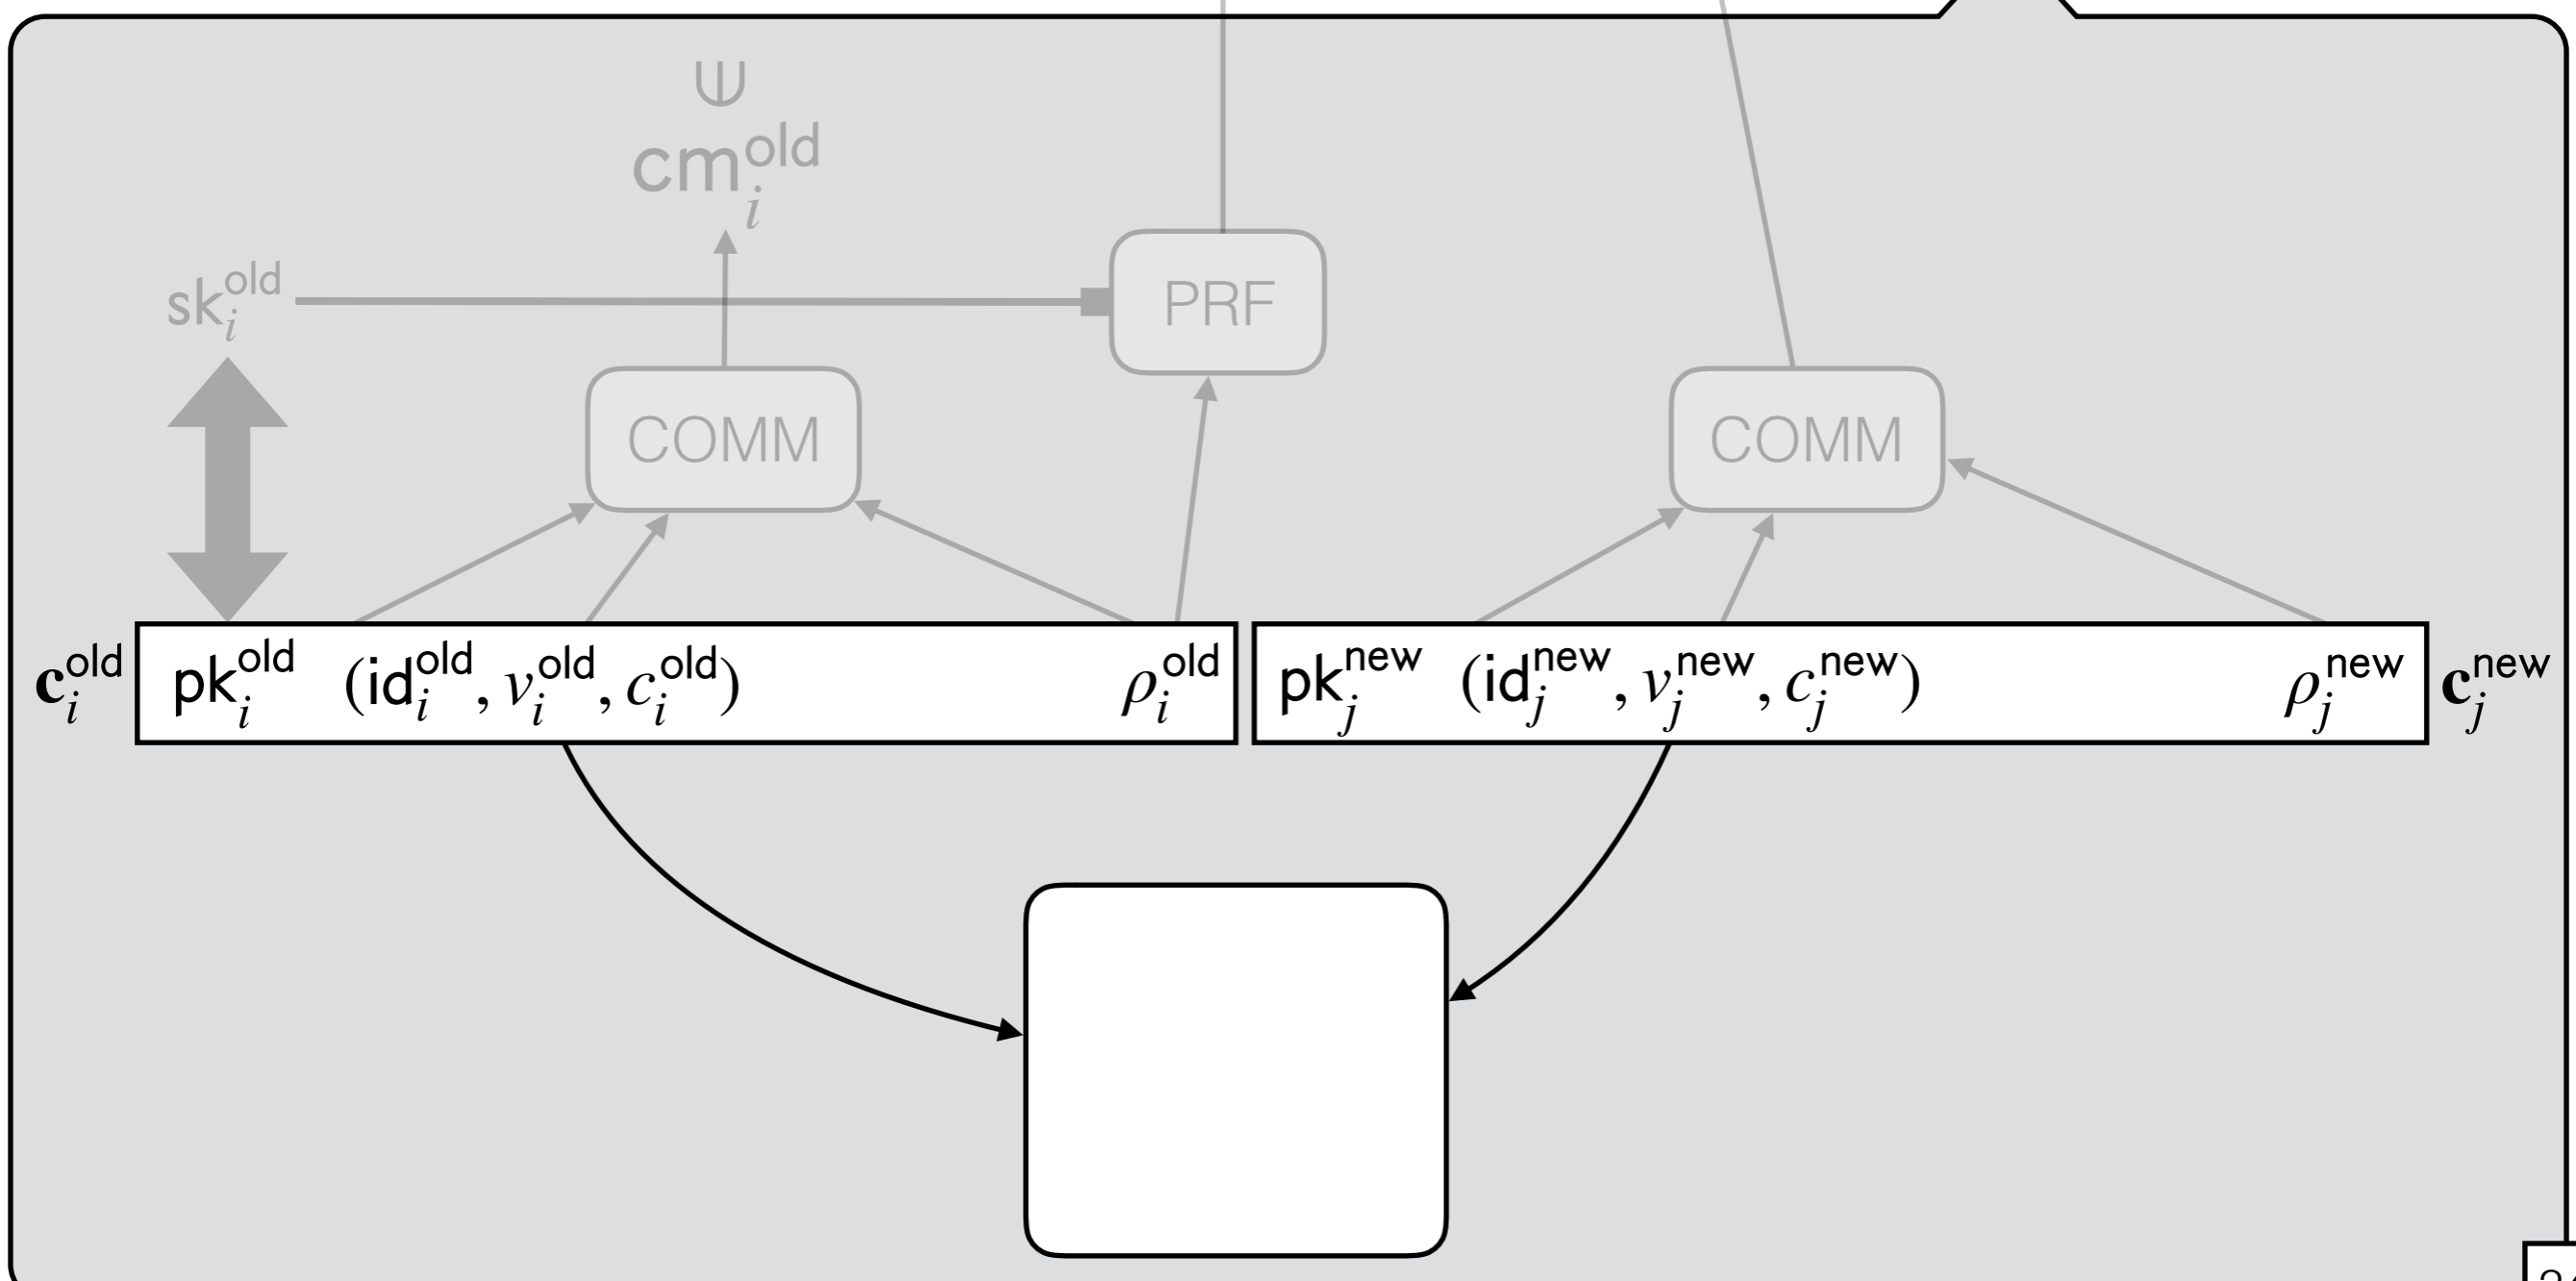 ∈
cm_i^old
sk_i^old
PRF
COMM
COMM
c_i^old pk_i^old (id_i^old, v_i^old, c_i^old) ρ_i^old pk_j^new (id_j^new, v_j^new, c_j^new) ρ_j^new c_j^new